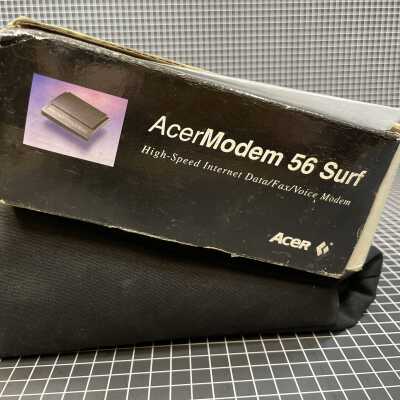 AcerModem 56 Surf
High-Speed Internet Data/Fax/Voice Modem
Acer